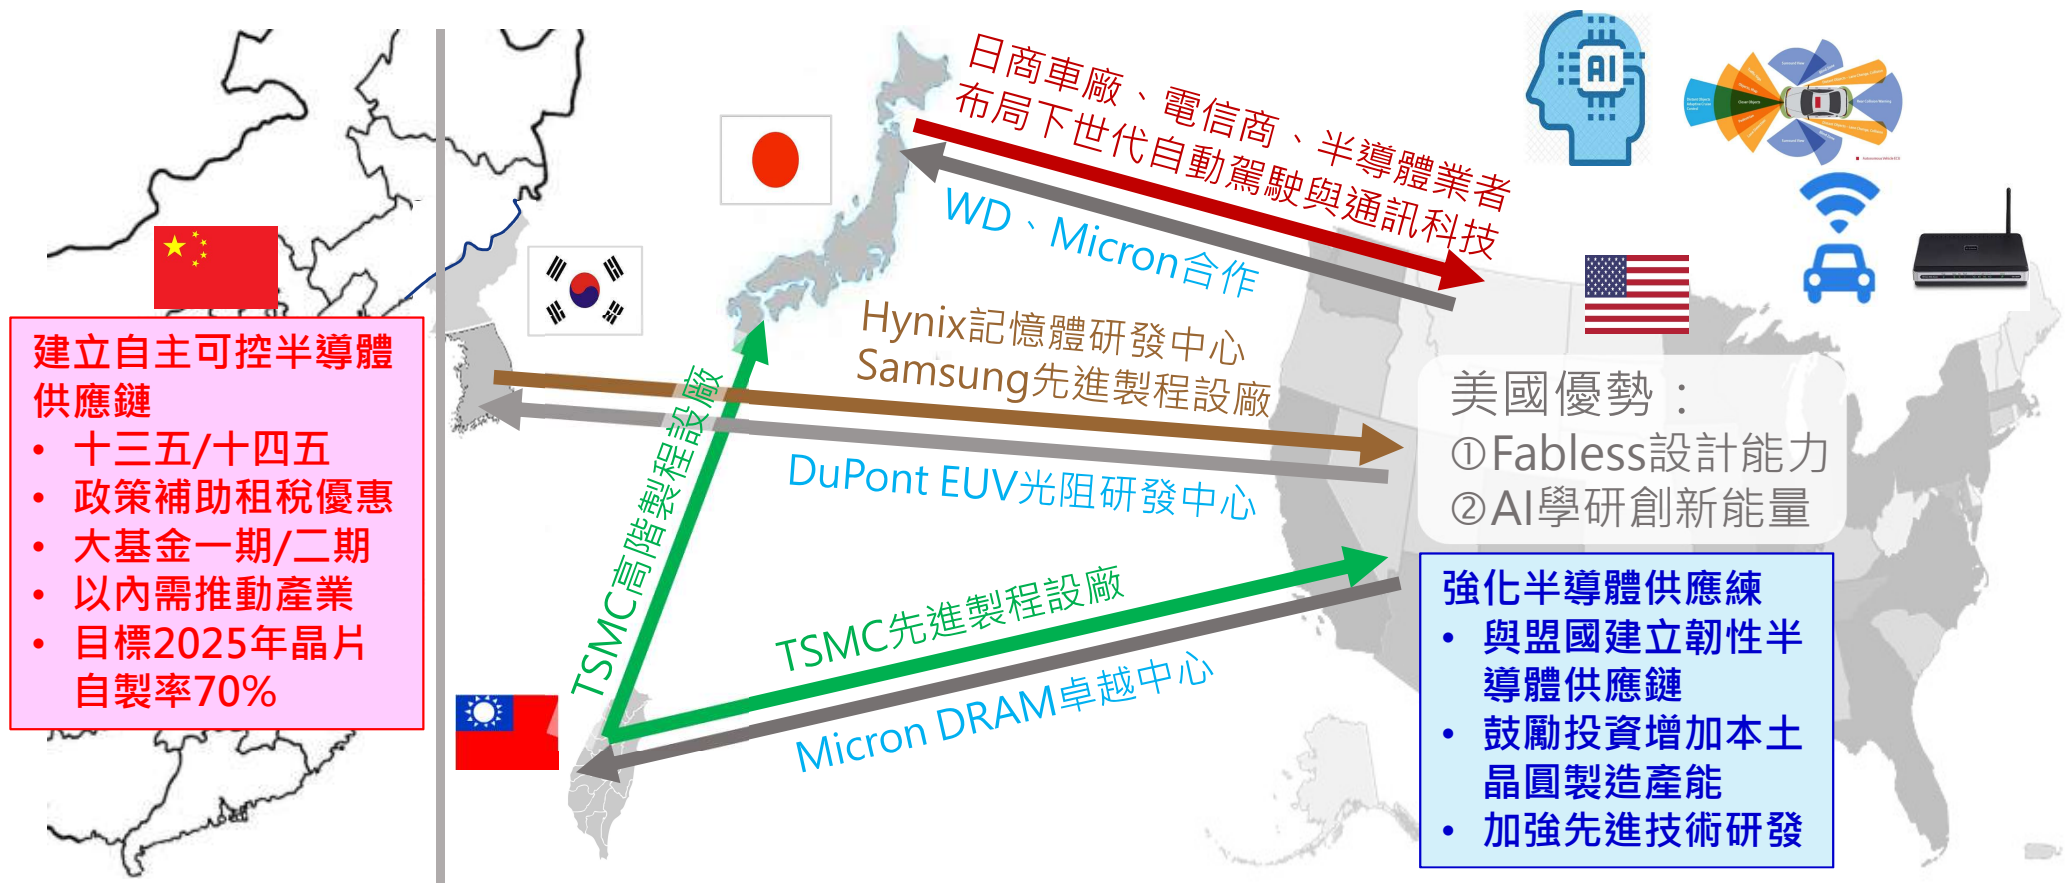 日商車廠、電信商、半導體業者
布局下世代自動駕駛與通訊科技
WD、Micron合作
AI
Hynix記憶體研發中心
Samsung先進製程設廠
DuPont EUV光阻研發中心
TSMC高階製程設廠
TSMC先進製程設廠
Micron DRAM卓越中心
建立自主可控半導體
供應鏈
• 十三五/十四五
• 政策補助租稅優惠
• 大基金一期/二期
• 以內需推動產業
• 目標2025年晶片
自製率70%
美國優勢：
①Fabless設計能力
②AI學研創新能量
強化半導體供應練
• 與盟國建立韌性半
導體供應鏈
• 鼓勵投資增加本土
晶圓製造產能
• 加強先進技術研發